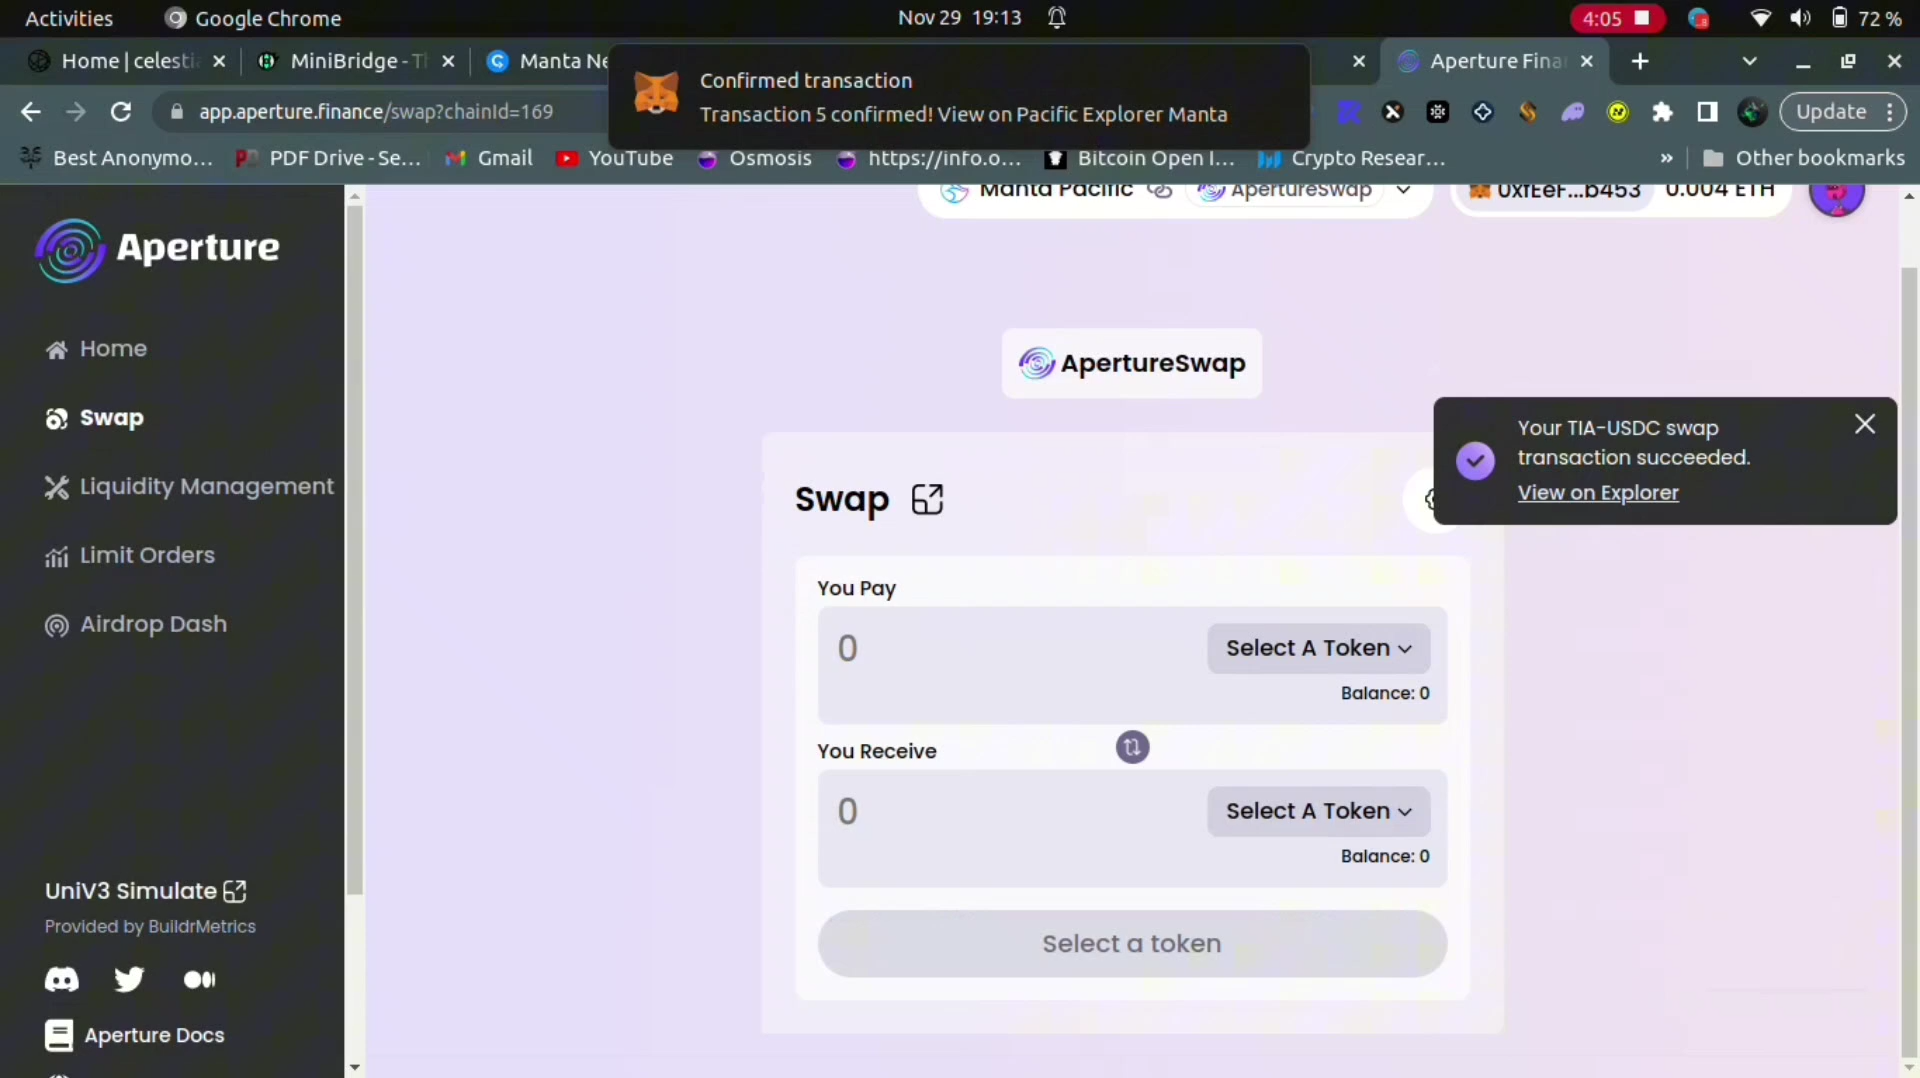 Activities
Google Chrome
Nov 29 19:13
4:05
72 %
Home | celesti
MiniBridge - T
Manta Ne
Aperture Fina
Confirmed transaction
Transaction 5 confirmed! View on Pacific Explorer Manta
app.aperture.finance/swap?chainId=169
Update
Best Anonymo...
PDF Drive - Se...
Gmail
YouTube
Osmosis
https://info.o...
Bitcoin Open I...
Crypto Resear...
»
Other bookmarks
Aperture
Manta Pacific
ApertureSwap
0xfEeF...b453
0.004 ETH
Home
Swap
Liquidity Management
Limit Orders
Airdrop Dash
ApertureSwap
Your TIA-USDC swap
transaction succeeded.
View on Explorer
Swap
You Pay
0
Select A Token
Balance: 0
You Receive
0
Select A Token
Balance: 0
Select a token
UniV3 Simulate
Provided by BuildrMetrics
Aperture Docs